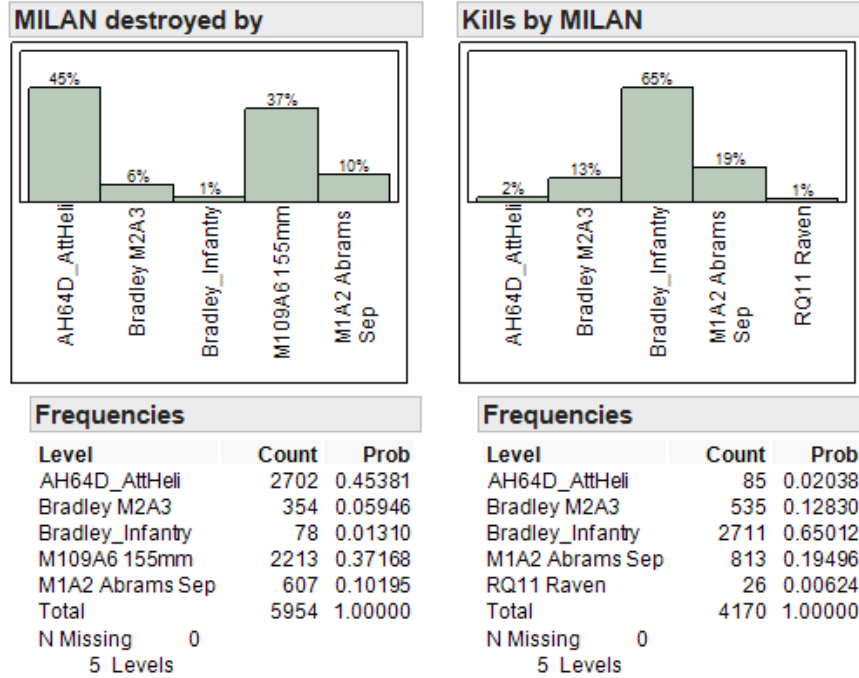 MILAN destroyed by
45%
6%
1%
37%
10%
AH64D_AttHeli
Bradley M2A3
Bradley_Infantry
M109A6 155mm
M1A2 Abrams
Sep
Frequencies
Level Count Prob
AH64D_AttHeli 2702 0.45381
Bradley M2A3 354 0.05946
Bradley_Infantry 78 0.01310
M109A6 155mm 2213 0.37168
M1A2 Abrams Sep 607 0.10195
Total 5954 1.00000
N Missing 0
5 Levels
Kills by MILAN
2%
13%
65%
19%
1%
AH64D_AttHeli
Bradley M2A3
Bradley_Infantry
M1A2 Abrams
Sep
RQ11 Raven
Frequencies
Level Count Prob
AH64D_AttHeli 85 0.02038
Bradley M2A3 535 0.12830
Bradley_Infantry 2711 0.65012
M1A2 Abrams Sep 813 0.19496
RQ11 Raven 26 0.00624
Total 4170 1.00000
N Missing 0
5 Levels